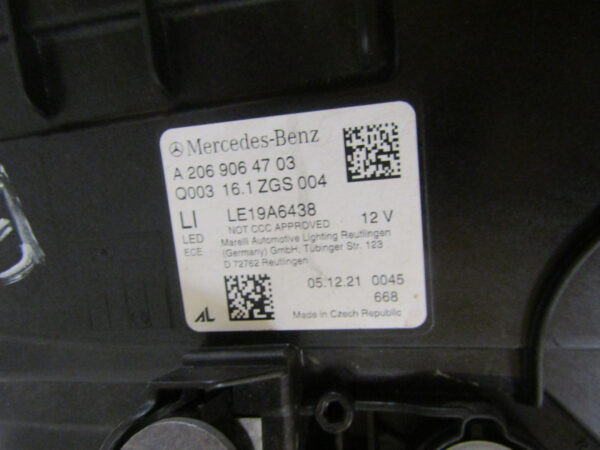 Mercedes-Benz
A 206 906 47 03
Q003 16.1 ZGS 004
LI LE19A6438 12 V
NOT CCC APPROVED
LED Marelli Automotive Lighting Reutlingen
ECE (Germany) GmbH, Tübinger Str. 123
D 72762 Reutlingen
05.12.21 0045
668
AL Made in Czech Republic